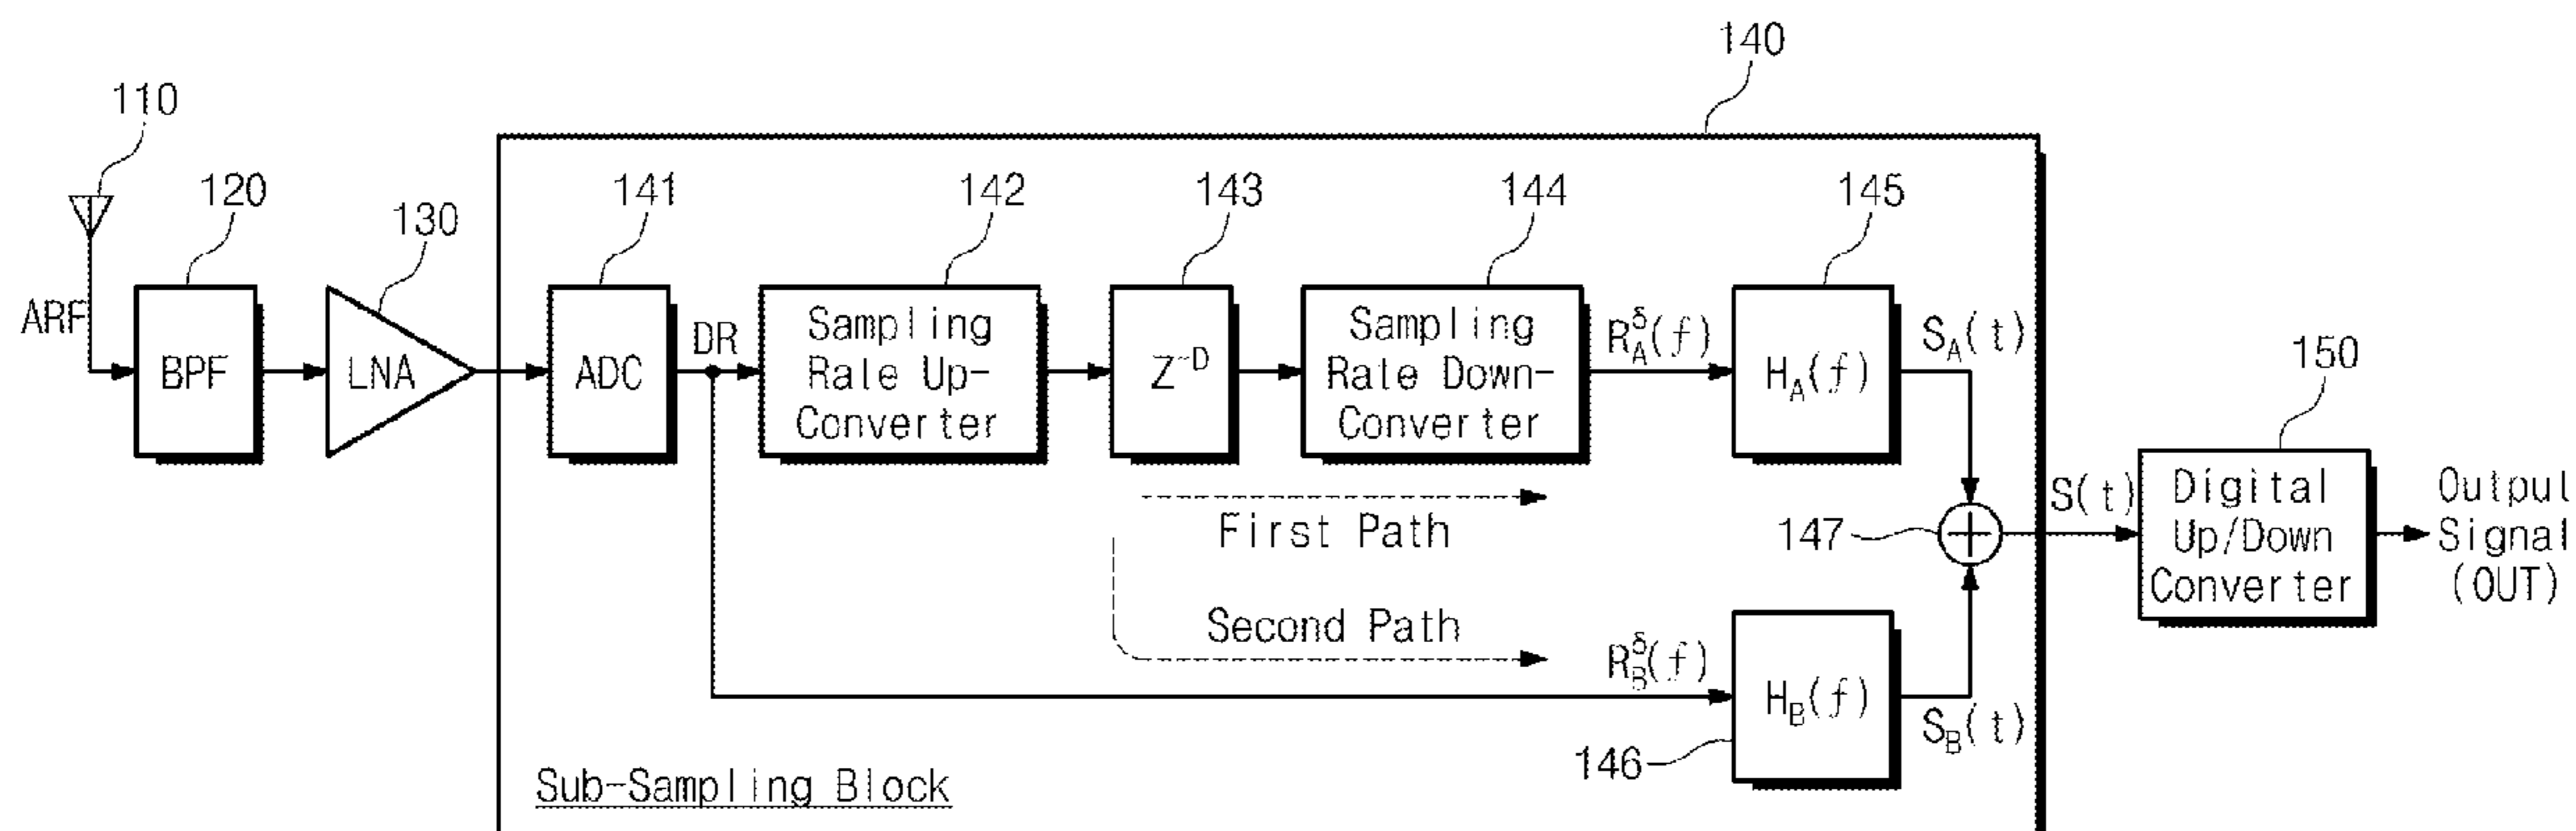 140
110
120
130
141
142
143
144
145
ARF
BPF
LNA
ADC
DR
Sampling
Rale Up-
Converter
Z^-D
Sampling
Rate Down-
Converter
R_A^δ(f)
H_A(f)
S_A(t)
150
First Path
147
S(t)
Digital
Up/Down
Converter
Output
Signal
(OUT)
Second Path
R_B^δ(f)
H_B(f)
S_B(t)
146
Sub-Sampling Block